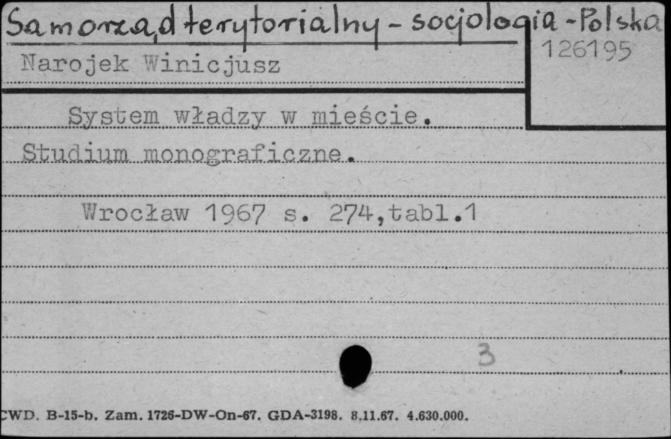 Samorząd terytorialny - socjologia - Polska
126195
Narojek Winicjusz
System władzy w mieście.
Studium monograficzne.
Wrocław 1967 s. 274,tabl.1
3
CWD. B-15-b. Zam. 1726-DW-On-67. GDA-3198. 8.11.67. 4.630.000.